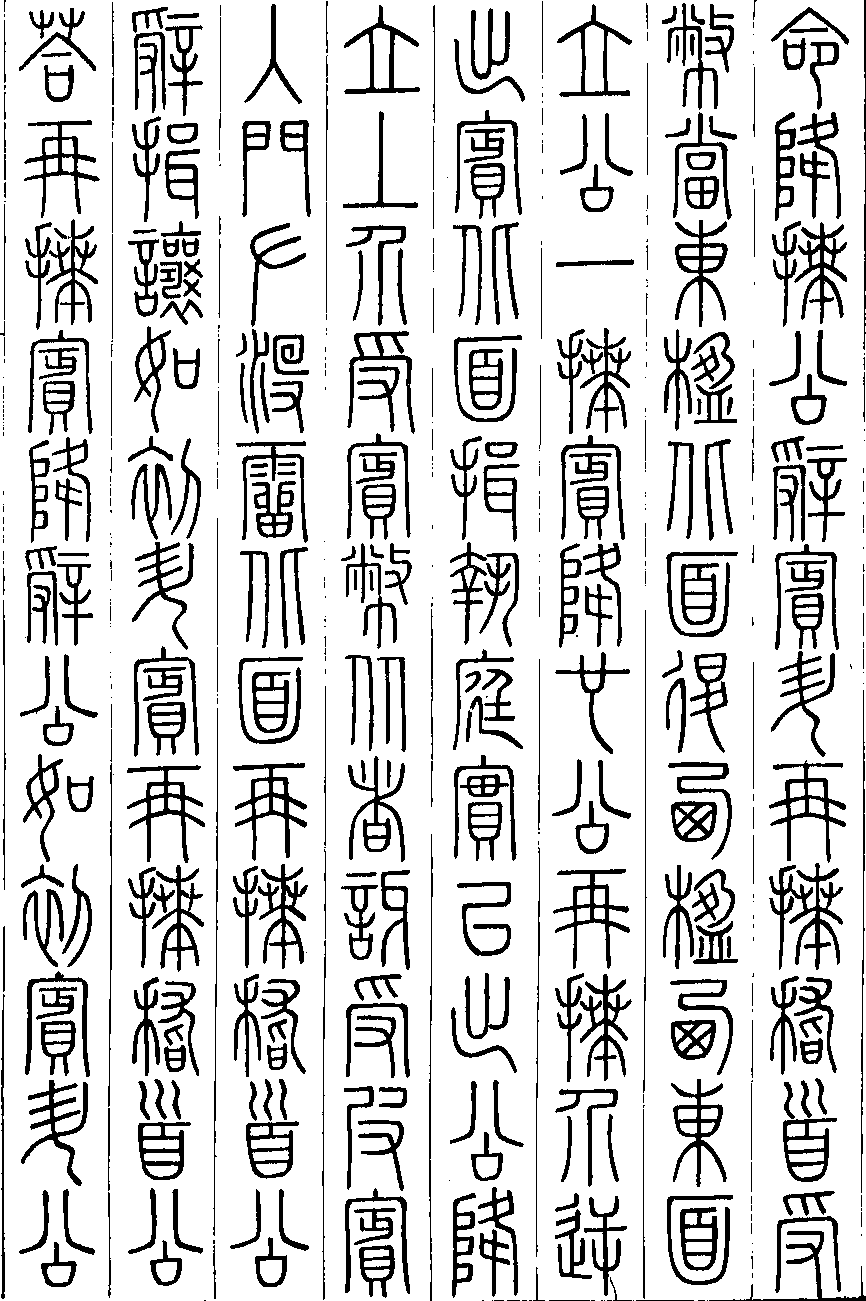 命降拜公辭賓升再拜稽首受
幣當東楹北面退西楹西東面
立公一拜賓降也公再拜介逆
出賓北面揖執庭實以出公降
立上介受賓幣从者訝受皮賓
入門左沒霤北面再拜稽首公
辭揖讓如初升賓再拜稽首公
荅再拜賓降辭公如初賓升公